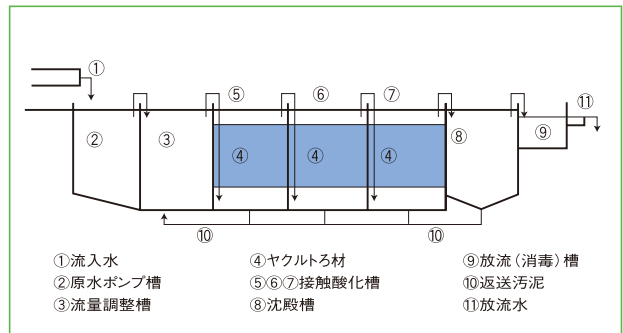 ①
⑤ ⑥ ⑦ ⑪
② ③ ④ ④ ④ ⑧ ⑨
⑩ ⑩
①流入水 ④ヤクルトろ材 ⑨放流(消毒)槽
②原水ポンプ槽 ⑤⑥⑦接触酸化槽 ⑩返送汚泥
③流量調整槽 ⑧沈殿槽 ⑪放流水